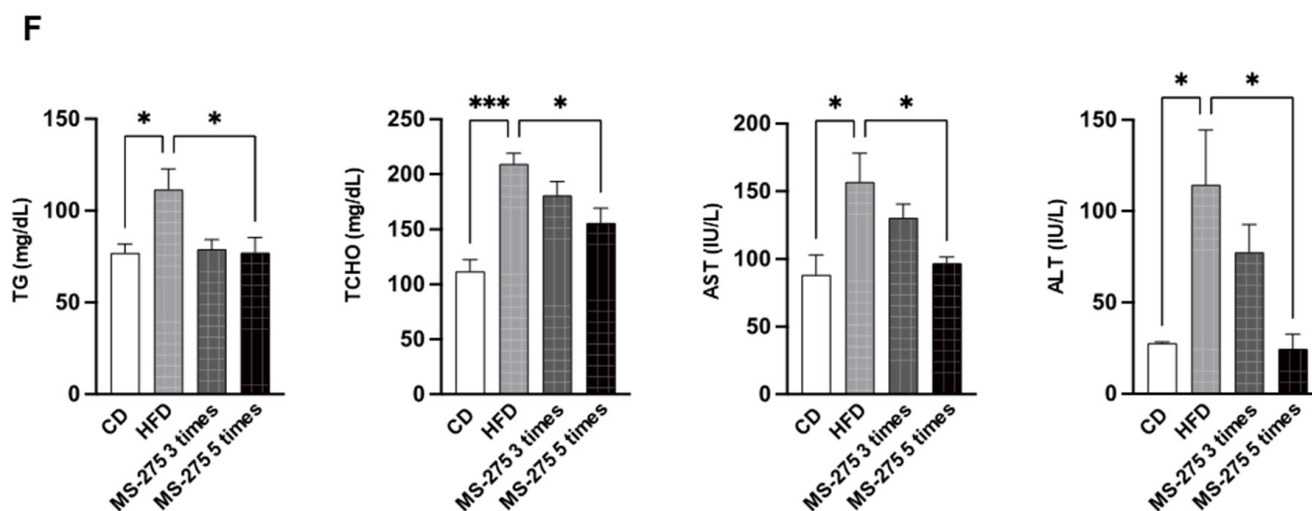 F
TG (mg/dL)
150
100
50
0
*
*
CD
HFD
MS-275 3 times
MS-275 5 times
TCHO (mg/dL)
250
200
150
100
50
0
***
*
CD
HFD
MS-275 3 times
MS-275 5 times
AST (IU/L)
200
150
100
50
0
*
*
CD
HFD
MS-275 3 times
MS-275 5 times
ALT (IU/L)
150
100
50
0
*
*
CD
HFD
MS-275 3 times
MS-275 5 times